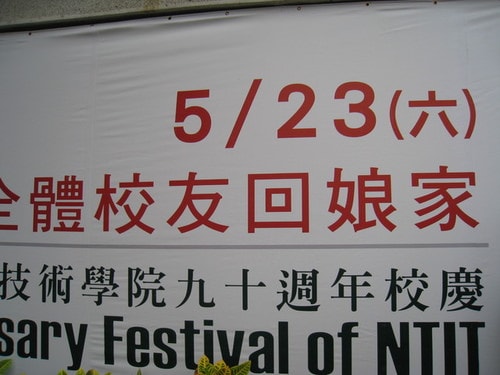 5/23(六)
全體校友回娘家
技術學院九十週年校慶
sary Festival of NTIT